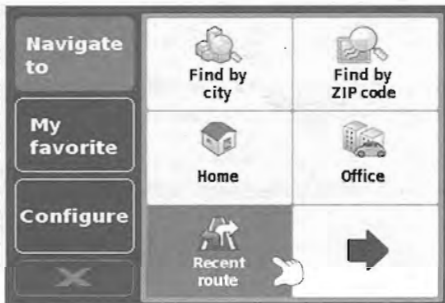 Navigate
to
My
favorite
Configure
Find by
city
Find by
ZIP code
Home
Office
Recent
route